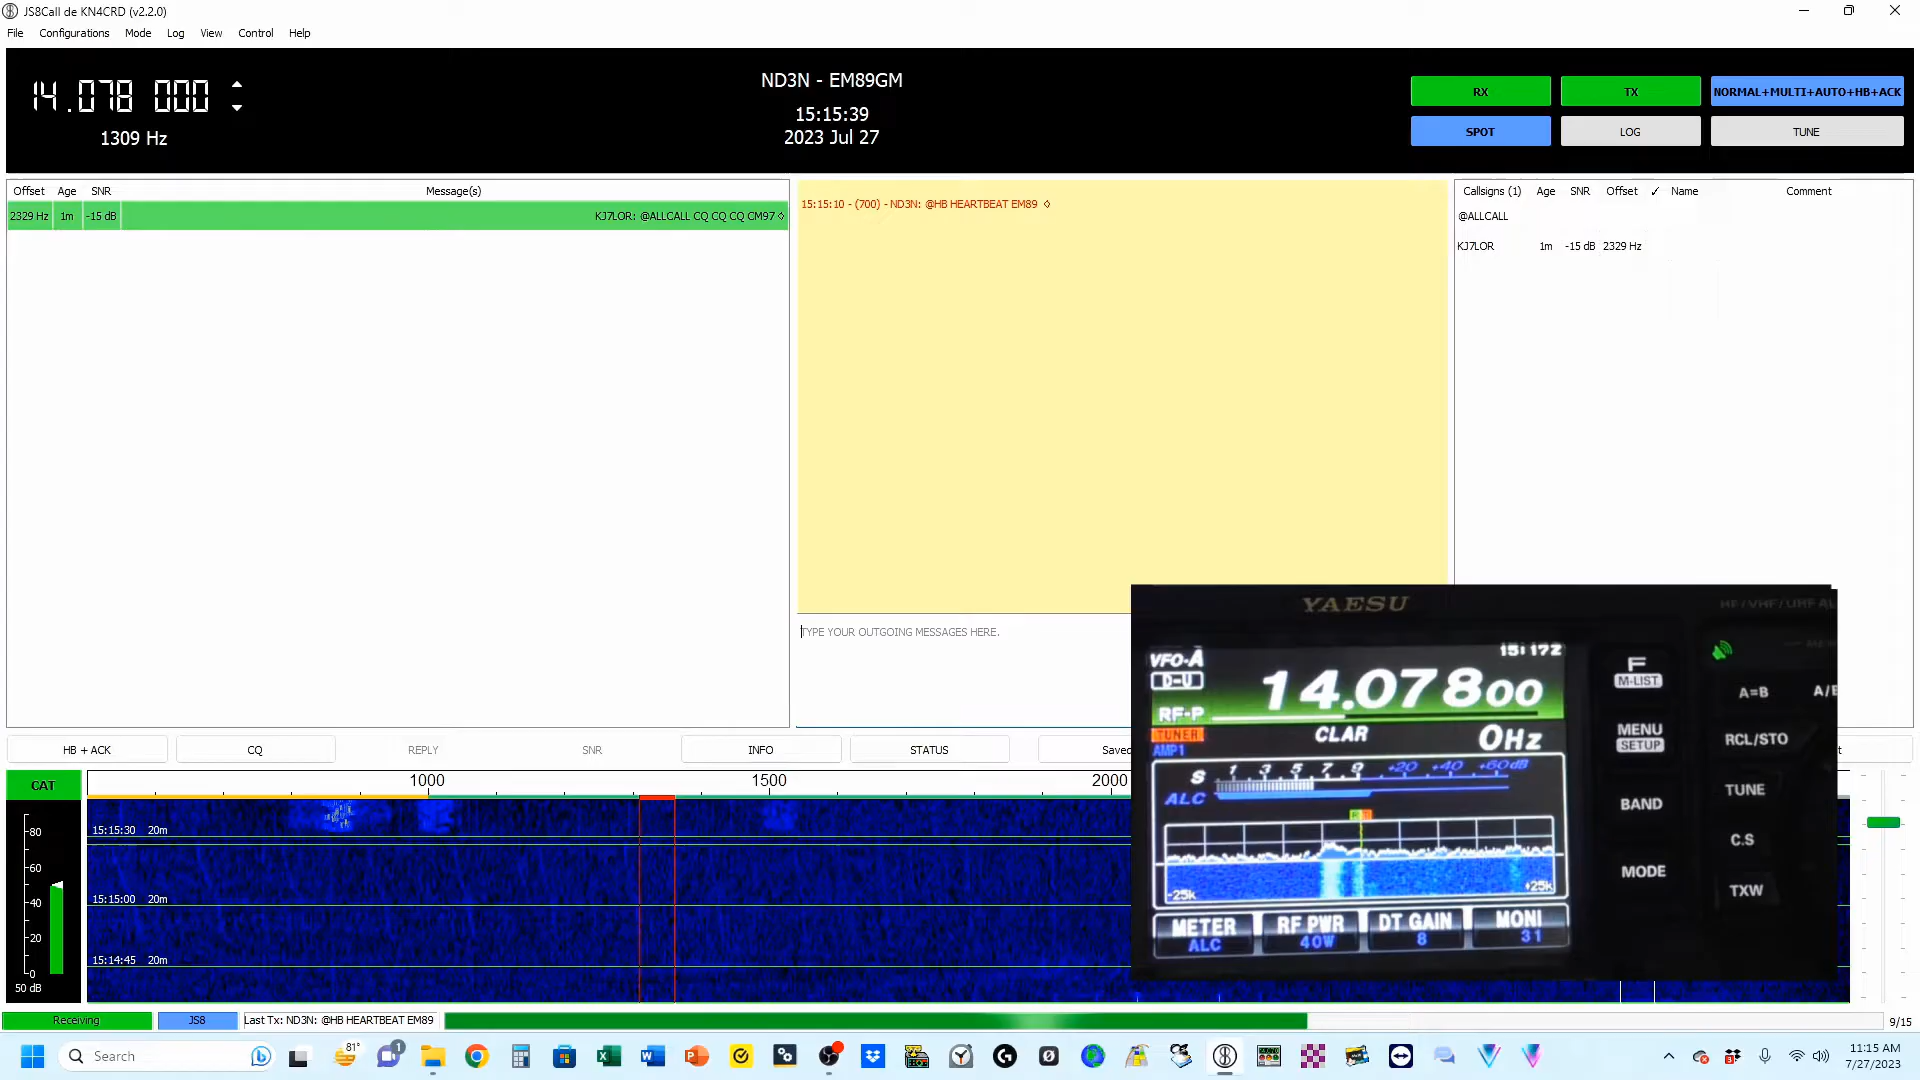 JS8Call de KN4CRD (v2.2.0)
File Configurations Mode Log View Control Help
14.078 000
1309 Hz
ND3N - EM89GM
15:15:39
2023 Jul 27
RX TX NORMAL+MULTI+AUTO+HB+ACK
SPOT LOG TUNE
Offset Age SNR Message(s)
2329 Hz 1m -15 dB KJ7LOR: @ALLCALL CQ CQ CQ CM97 ♢
15:15:10 - (700) - ND3N: @HB HEARTBEAT EM89 ♢
TYPE YOUR OUTGOING MESSAGES HERE.
Callsigns (1) Age SNR Offset ✓ Name Comment
@ALLCALL
KJ7LOR 1m -15 dB 2329 Hz
HB + ACK CQ REPLY SNR INFO STATUS Saved
CAT
80
60
40
20
0
50 dB
1000 1500 2000
15:15:30 20m
15:15:00 20m
14:45 20m
YAESU
HF/VHF/UHF AL
VFO-A
D-U
14.07800
RF-P
TUNER
AMP1
CLAR 0Hz
S 1 3 5 7 9 +20 +40 +60dB
ALC
-25k +25k
METER RF PWR DT GAIN MONI
ALC 40W 8 31
F
M-LIST
MENU
SETUP
BAND
MODE
A=B
A/B
RCL/STO
TUNE
C.S
TXW
Receiving JS8 Last Tx: ND3N: @HB HEARTBEAT EM89 9/15
Search
81°
1
11:15 AM
7/27/2023